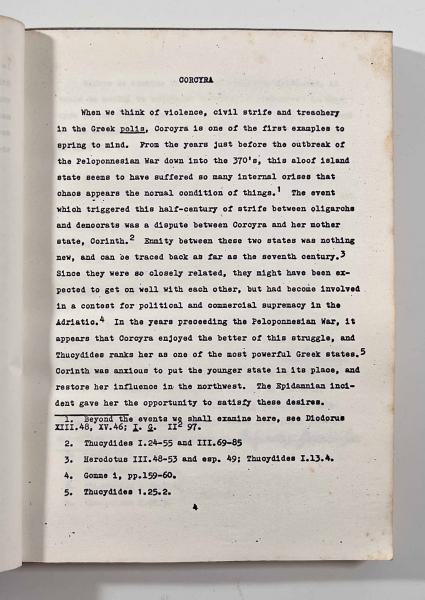 CORCYRA
When we think of violence, civil strife and treachery
in the Greek polis, Corcyra is one of the first examples to
spring to mind. From the years just before the outbreak of
the Peloponnesian War down into the 370's, this aloof island
state seems to have suffered so many internal crises that
chaos appears the normal condition of things.1 The event
which triggered this half-century of strife between oligarchs
and democrats was a dispute between Corcyra and her mother
state, Corinth.2 Enmity between these two states was nothing
new, and can be traced back as far as the seventh century.3
Since they were so closely related, they might have been ex-
pected to get on well with each other, but had become involved
in a contest for political and commercial supremacy in the
Adriatic.4 In the years preceeding the Peloponnesian War, it
appears that Corcyra enjoyed the better of this struggle, and
Thucydides ranks her as one of the most powerful Greek states.5
Corinth was anxious to put the younger state in its place, and
restore her influence in the northwest. The Epidamnian inci-
dent gave her the opportunity to satisfy these desires.
1. Beyond the events we shall examine here, see Diodorus
XIII.48, XV.46; I. G. II2 97.
2. Thucydides I.24-55 and III.69-85
3. Herodotus III.48-53 and esp. 49; Thucydides I.13.4.
4. Gomme i, pp.159-60.
5. Thucydides 1.25.2.
4